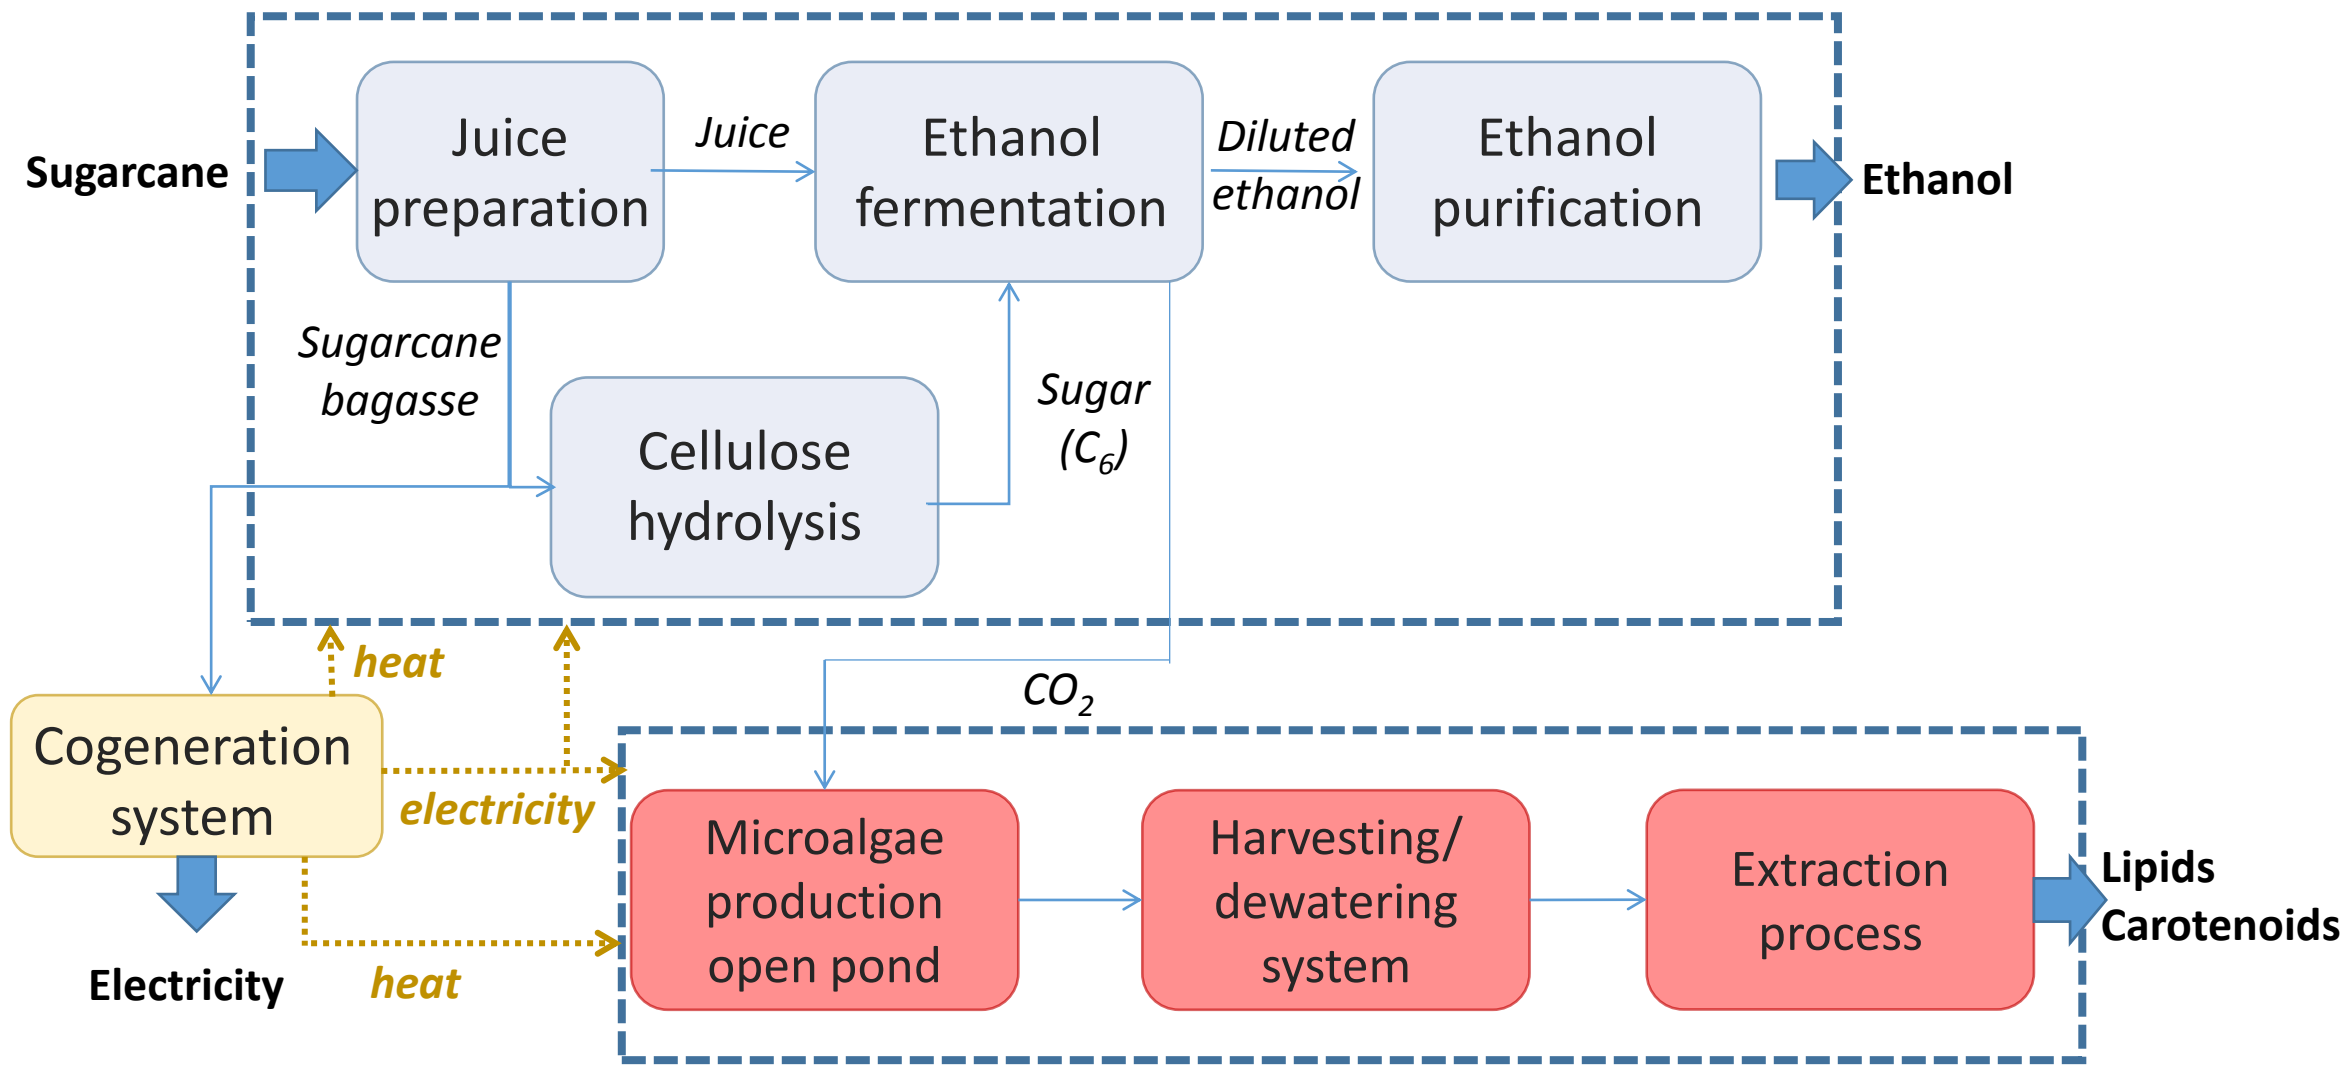 Sugarcane
Juice
preparation
Juice
Ethanol
fermentation
Diluted
ethanol
Ethanol
purification
Ethanol
Sugarcane
bagasse
Cellulose
hydrolysis
Sugar
(C₆)
heat
CO₂
Cogeneration
system
electricity
Electricity
heat
Microalgae
production
open pond
Harvesting/
dewatering
system
Extraction
process
Lipids
Carotenoids